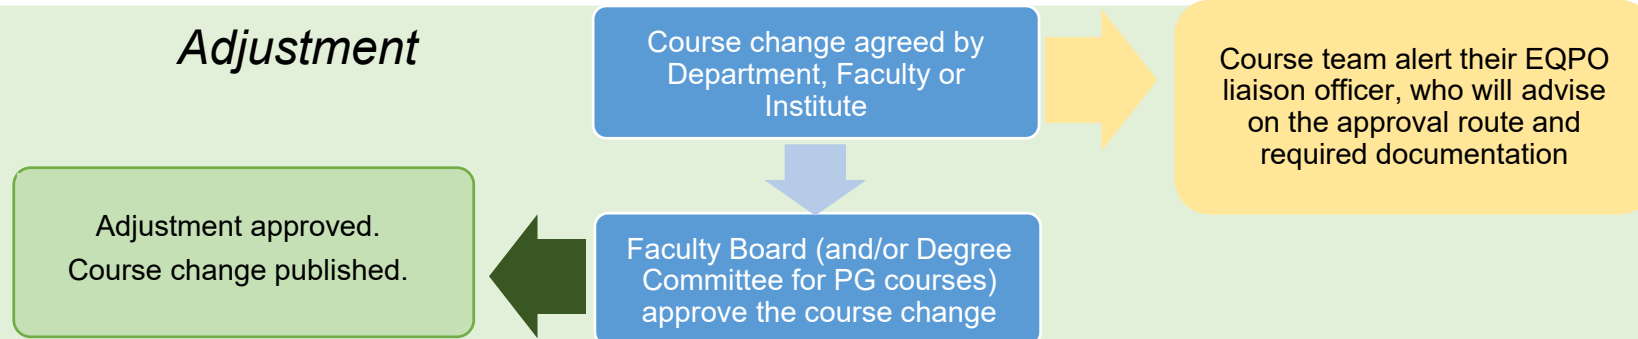 Adjustment
Course change agreed by
Department, Faculty or
Institute
Course team alert their EQPO
liaison officer, who will advise
on the approval route and
required documentation
Faculty Board (and/or Degree
Committee for PG courses)
approve the course change
Adjustment approved.
Course change published.